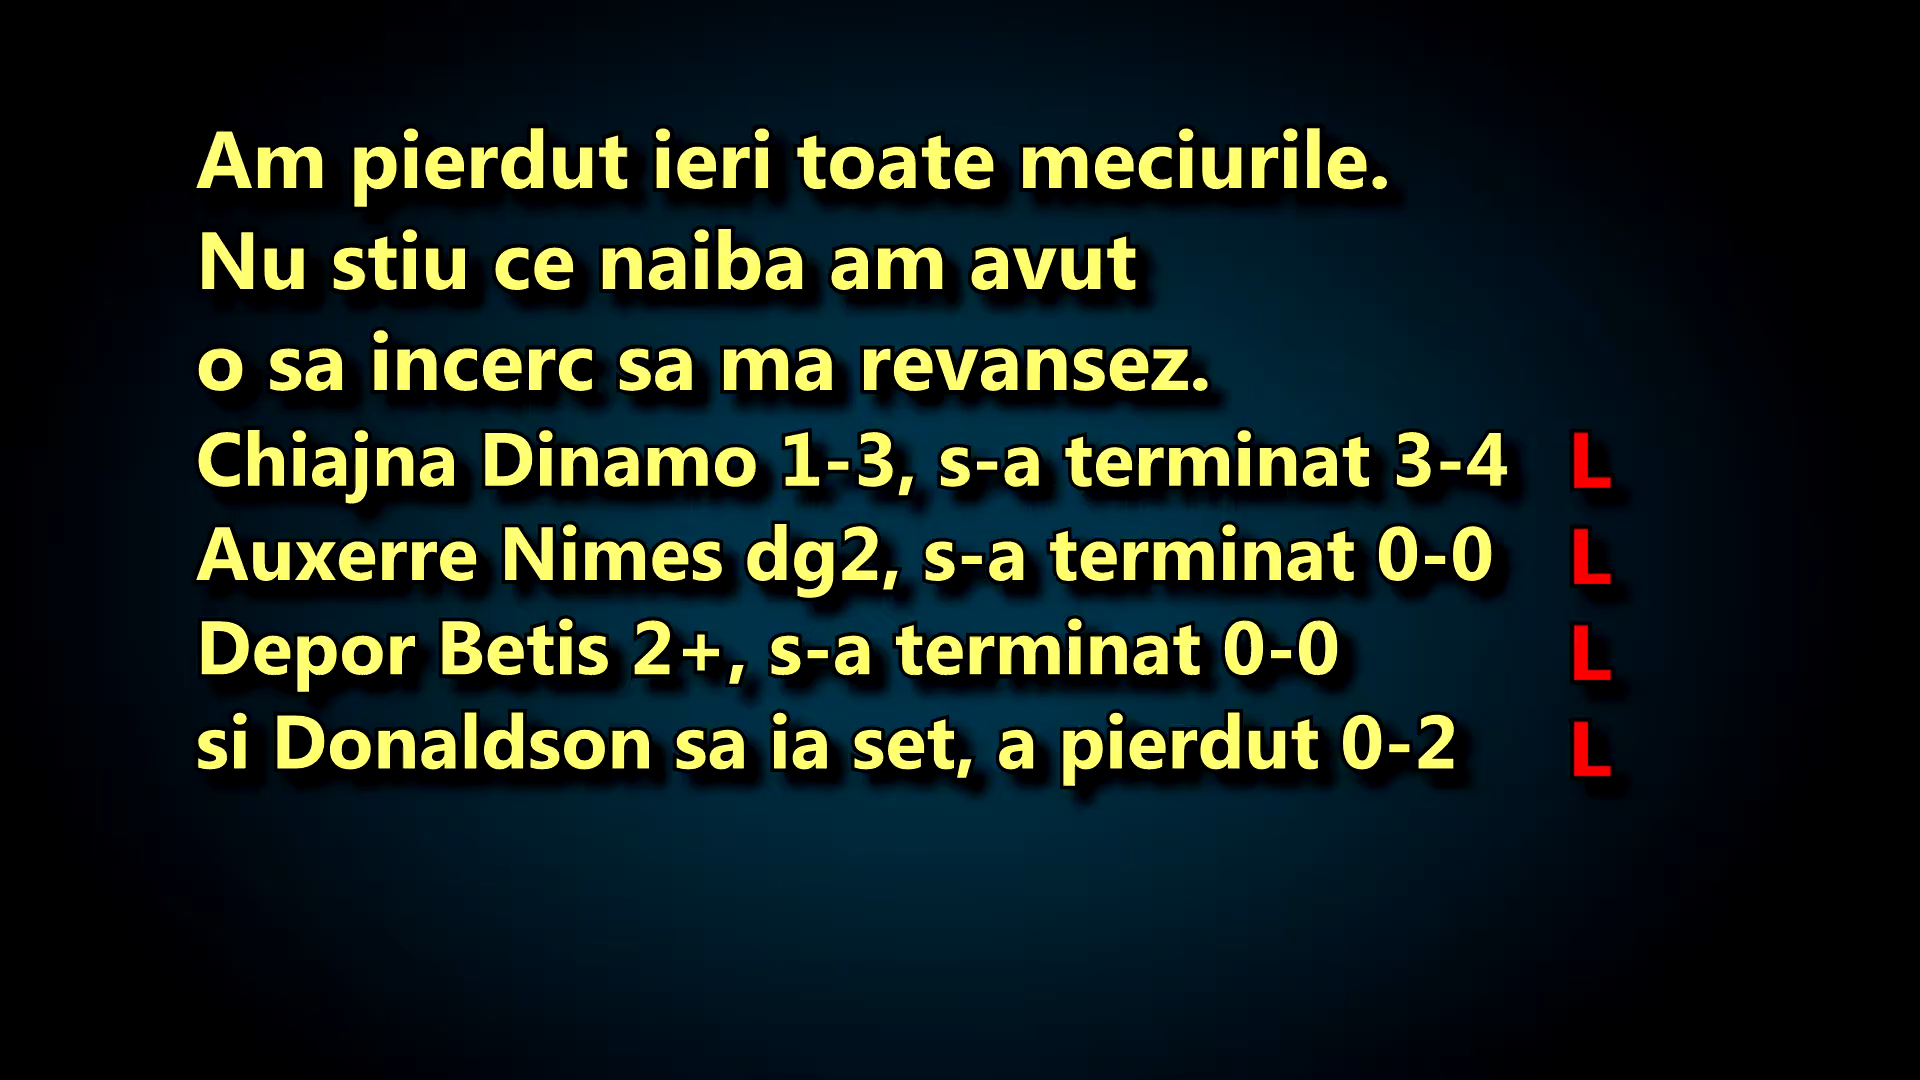 Am pierdut ieri toate meciurile.
Nu stiu ce naiba am avut
o sa incerc sa ma revansez.
Chiajna Dinamo 1-3, s-a terminat 3-4 L
Auxerre Nimes dg2, s-a terminat 0-0 L
Depor Betis 2+, s-a terminat 0-0 L
si Donaldson sa ia set, a pierdut 0-2 L